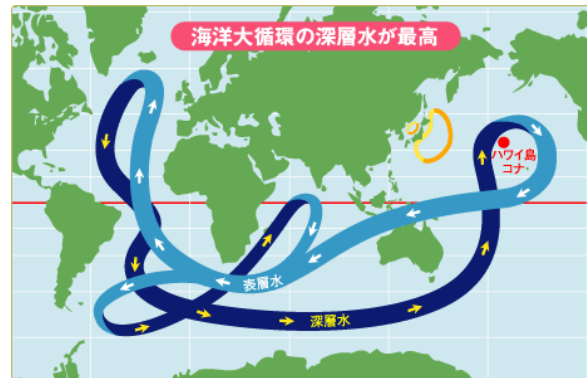 海洋大循環の深層水が最高
ハワイ島
コナ
表層水
深層水